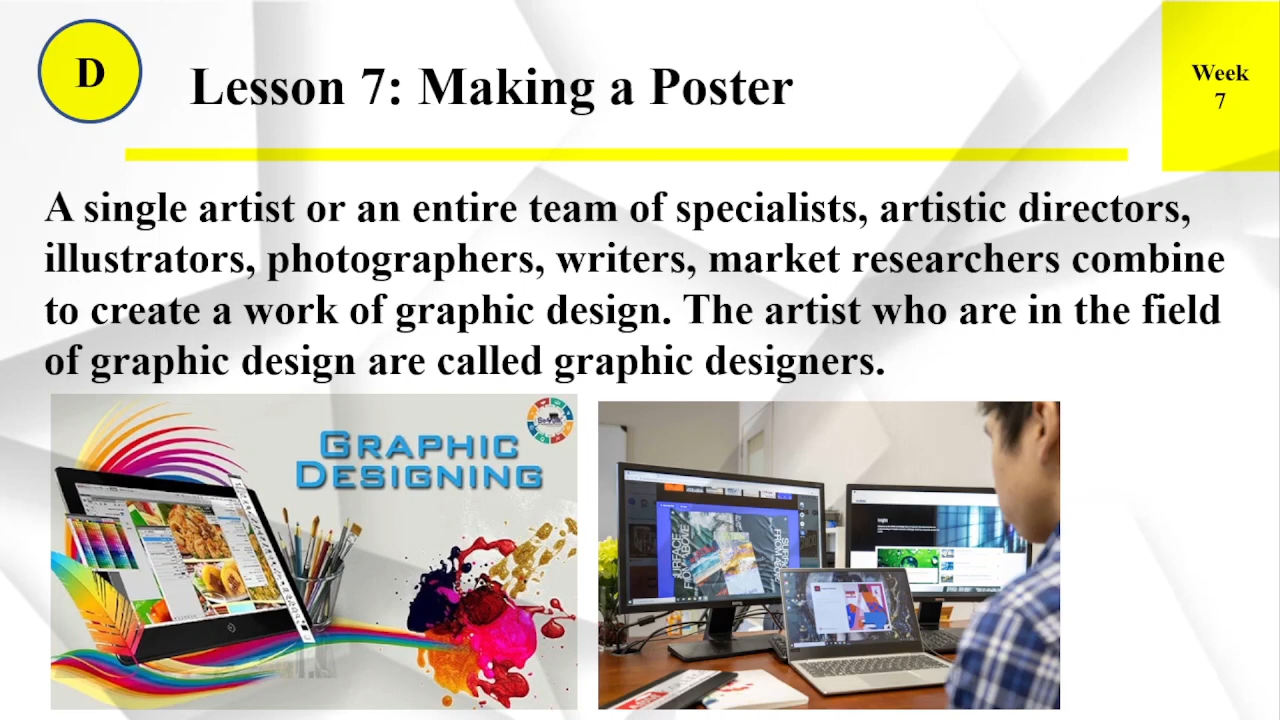 D
Lesson 7: Making a Poster
Week
7
A single artist or an entire team of specialists, artistic directors,
illustrators, photographers, writers, market researchers combine
to create a work of graphic design. The artist who are in the field
of graphic design are called graphic designers.
GRAPHIC
DESIGNING